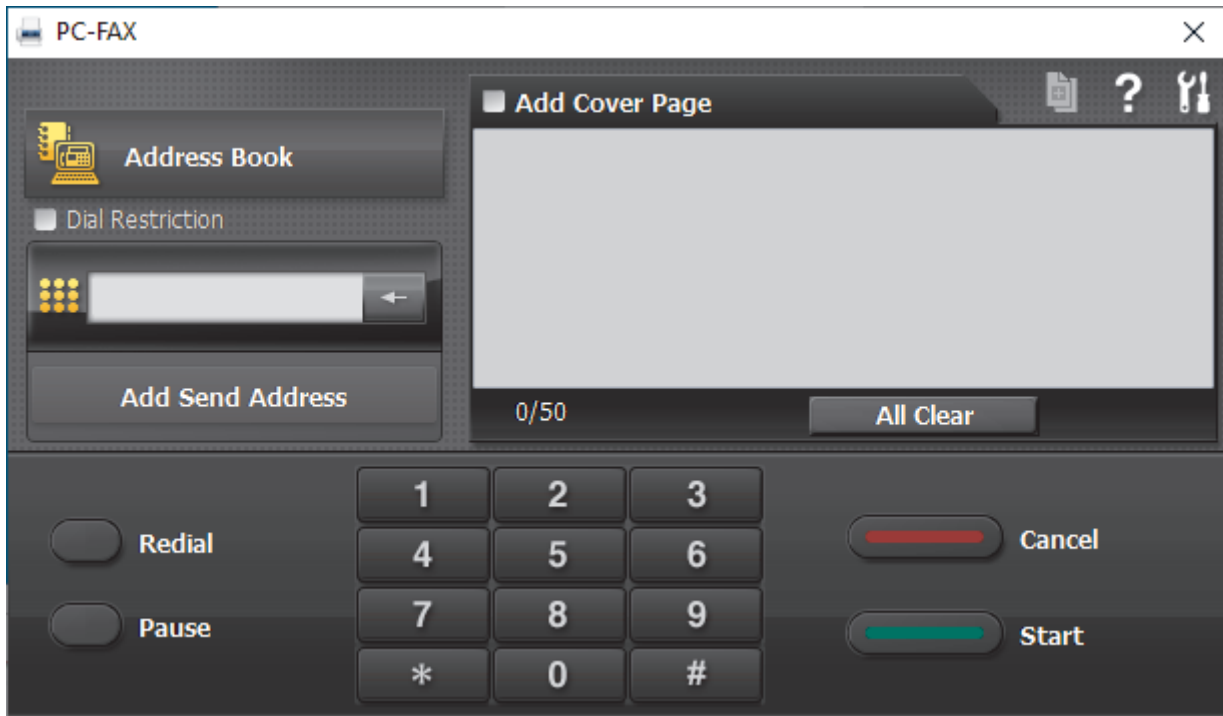 PC-FAX
Add Cover Page
?
Address Book
Dial Restriction
Add Send Address
0/50
All Clear
1 2 3
Redial
4 5 6
Cancel
Pause
7 8 9
Start
* 0 #